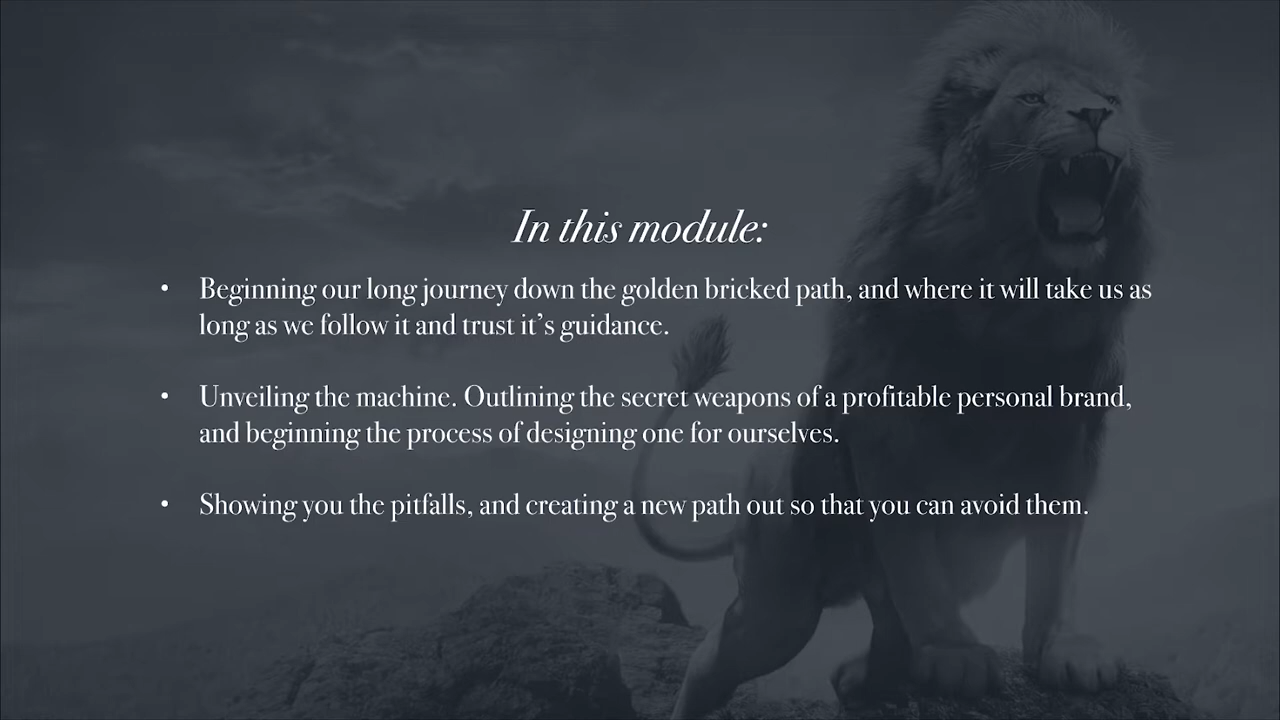 In this module:
• Beginning our long journey down the golden bricked path, and where it will take us as
long as we follow it and trust it’s guidance.
• Unveiling the machine. Outlining the secret weapons of a profitable personal brand,
and beginning the process of designing one for ourselves.
• Showing you the pitfalls, and creating a new path out so that you can avoid them.